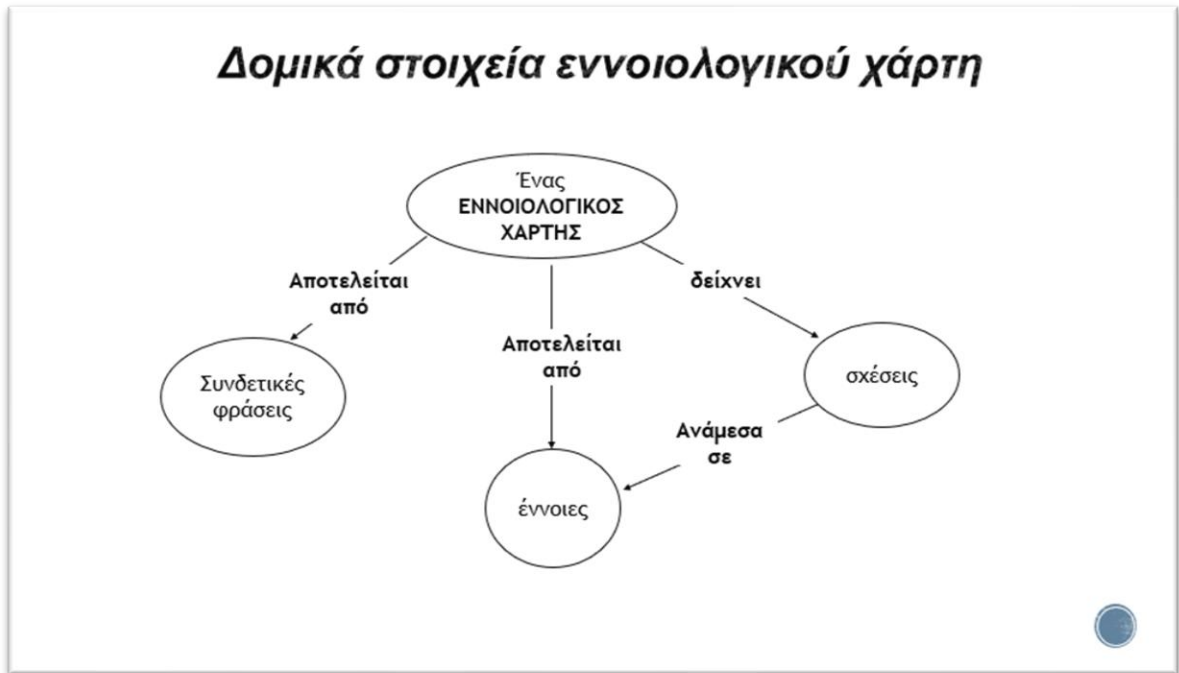 Δομικά στοιχεία εννοιολογικού χάρτη
Ένας
ΕΝΝΟΙΟΛΟΓΙΚΟΣ
ΧΑΡΤΗΣ
Αποτελείται
από
δείχνει
Αποτελείται
από
Συνδετικές
φράσεις
σχέσεις
Ανάμεσα
σε
έννοιες